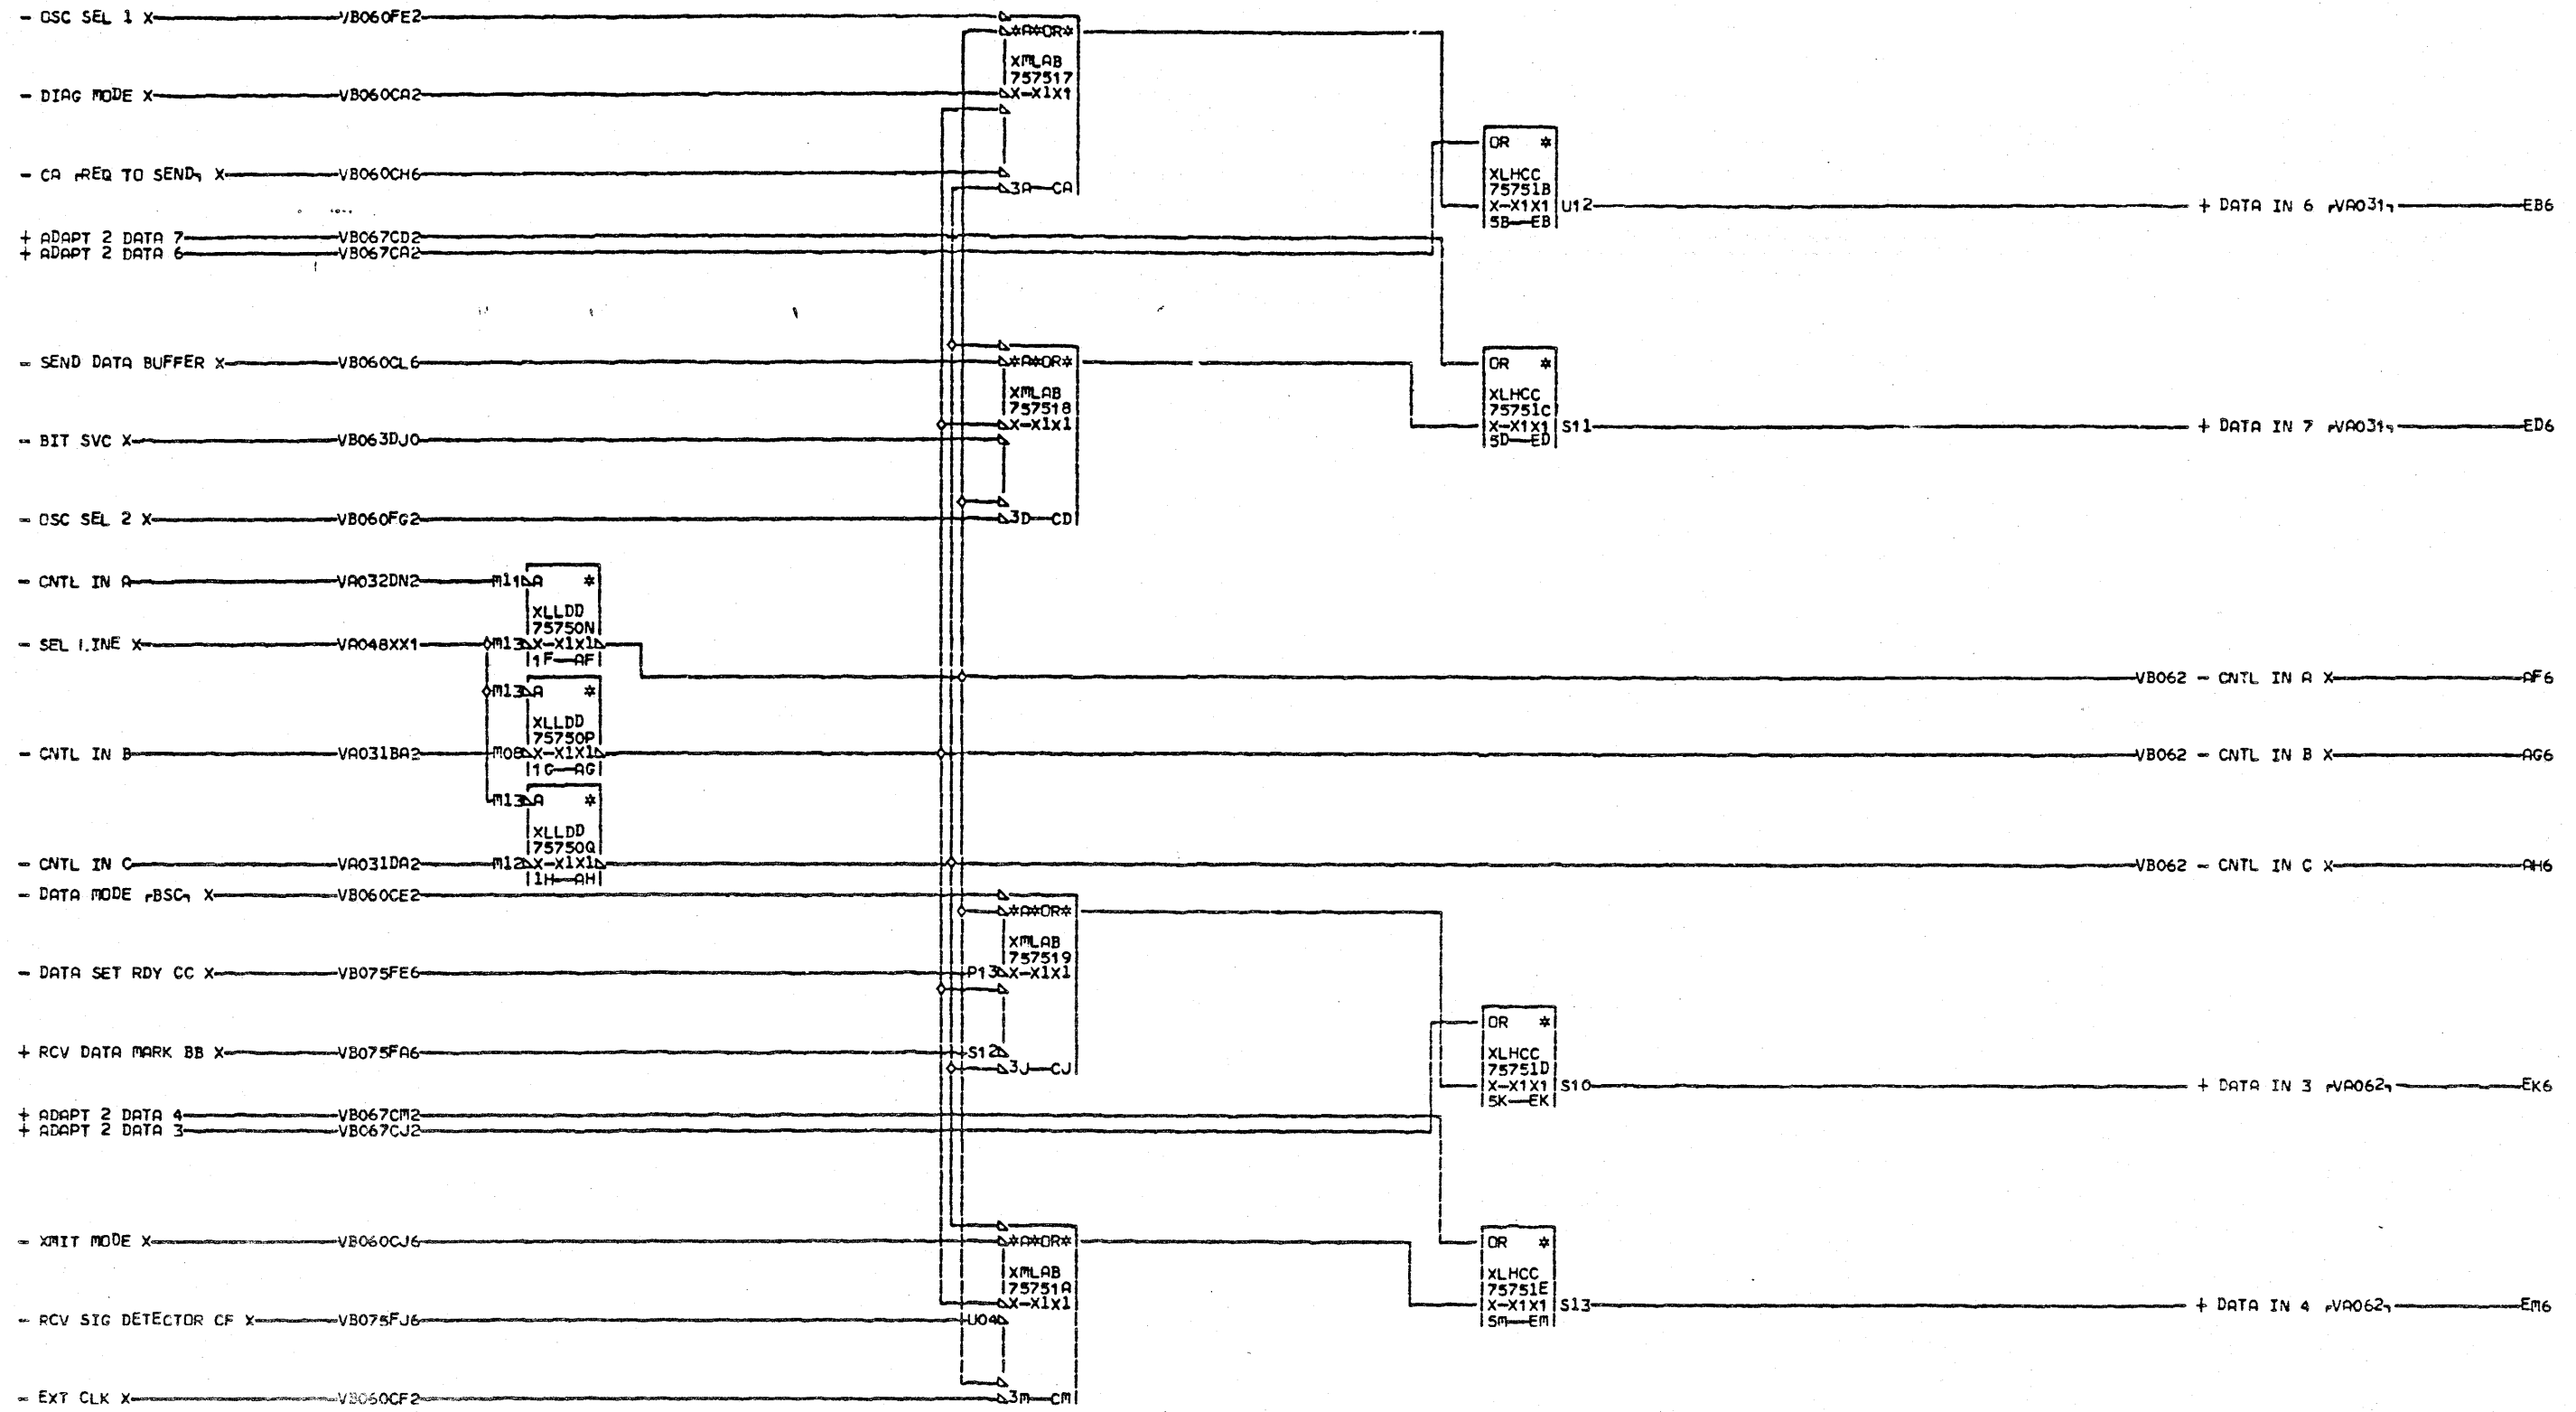 - OSC SEL 1 X VB060FE2
*A*OR*
XMLAB
757517
- DIAG MODE X VB060CA2 X-X1X1
OR *
- CA ┌REQ TO SEND┐ X VB060CH6 3A CA
XLHCC
75751B
X-X1X1 U12 + DATA IN 6 ┌VA031┐ EB6
5B EB
+ ADAPT 2 DATA 7 VB067CD2
+ ADAPT 2 DATA 6 VB067CA2
- SEND DATA BUFFER X VB060CL6 *A*OR*
OR *
XMLAB
757518
X-X1X1
XLHCC
75751C
X-X1X1 S11 + DATA IN 7 ┌VA031┐ ED6
5D ED
- BIT SVC X VB063DJ0
- OSC SEL 2 X VB060FG2 3D CD
- CNTL IN A VA032DN2 M11 A *
XLLDD
75750N
- SEL LINE X VA048XX1 M13 X-X1X1
1F AF
VB062 - CNTL IN A X AF6
M13 A *
XLLDD
75750P
- CNTL IN B VA031BA2 M08 X-X1X1 VB062 - CNTL IN B X AG6
1G AG
M13 A *
XLLDD
75750Q
- CNTL IN C VA031DA2 M12 X-X1X1 VB062 - CNTL IN C X AH6
1H AH
- DATA MODE ┌BSC┐ X VB060CE2
*A*OR*
XMLAB
757519
- DATA SET RDY CC X VB075FE6 P13 X-X1X1
OR *
+ RCV DATA MARK BB X VB075FA6 S12
3J CJ
XLHCC
75751D
X-X1X1 S10 + DATA IN 3 ┌VA062┐ EK6
5K EK
+ ADAPT 2 DATA 4 VB067CM2
+ ADAPT 2 DATA 3 VB067CJ2
- XMIT MODE X VB060CJ6 *A*OR*
OR *
XMLAB
75751A
X-X1X1
XLHCC
75751E
X-X1X1 S13 + DATA IN 4 ┌VA062┐ EM6
5M EM
- RCV SIG DETECTOR CF X VB075FJ6 U04
- EXT CLK X VB060CF2 3M CM